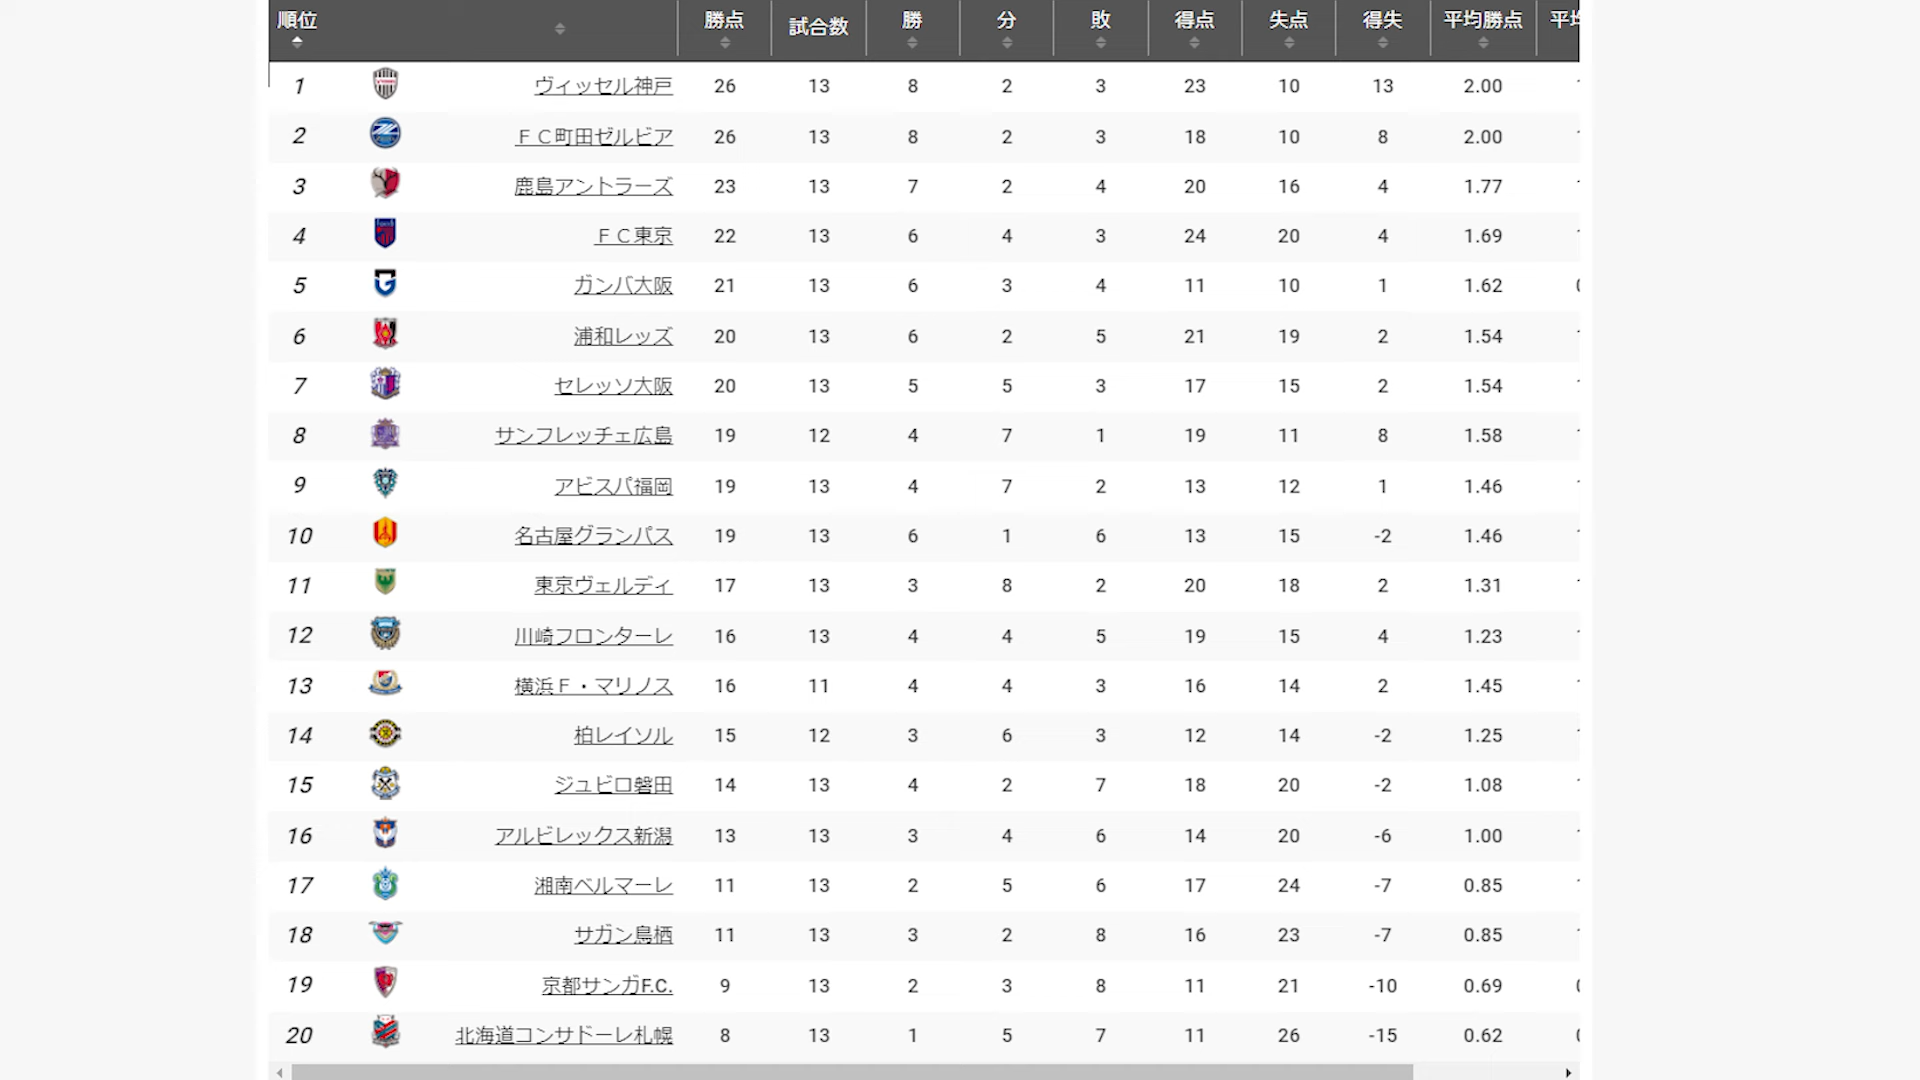 順位 勝点 試合数 勝 分 敗 得点 失点 得失 平均勝点
1 ヴィッセル神戸 26 13 8 2 3 23 10 13 2.00
2 ＦＣ町田ゼルビア 26 13 8 2 3 18 10 8 2.00
3 鹿島アントラーズ 23 13 7 2 4 20 16 4 1.77
4 ＦＣ東京 22 13 6 4 3 24 20 4 1.69
5 ガンバ大阪 21 13 6 3 4 11 10 1 1.62
6 浦和レッズ 20 13 6 2 5 21 19 2 1.54
7 セレッソ大阪 20 13 5 5 3 17 15 2 1.54
8 サンフレッチェ広島 19 12 4 7 1 19 11 8 1.58
9 アビスパ福岡 19 13 4 7 2 13 12 1 1.46
10 名古屋グランパス 19 13 6 1 6 13 15 -2 1.46
11 東京ヴェルディ 17 13 3 8 2 20 18 2 1.31
12 川崎フロンターレ 16 13 4 4 5 19 15 4 1.23
13 横浜Ｆ・マリノス 16 11 4 4 3 16 14 2 1.45
14 柏レイソル 15 12 3 6 3 12 14 -2 1.25
15 ジュビロ磐田 14 13 4 2 7 18 20 -2 1.08
16 アルビレックス新潟 13 13 3 4 6 14 20 -6 1.00
17 湘南ベルマーレ 11 13 2 5 6 17 24 -7 0.85
18 サガン鳥栖 11 13 3 2 8 16 23 -7 0.85
19 京都サンガF.C. 9 13 2 3 8 11 21 -10 0.69
20 北海道コンサドーレ札幌 8 13 1 5 7 11 26 -15 0.62